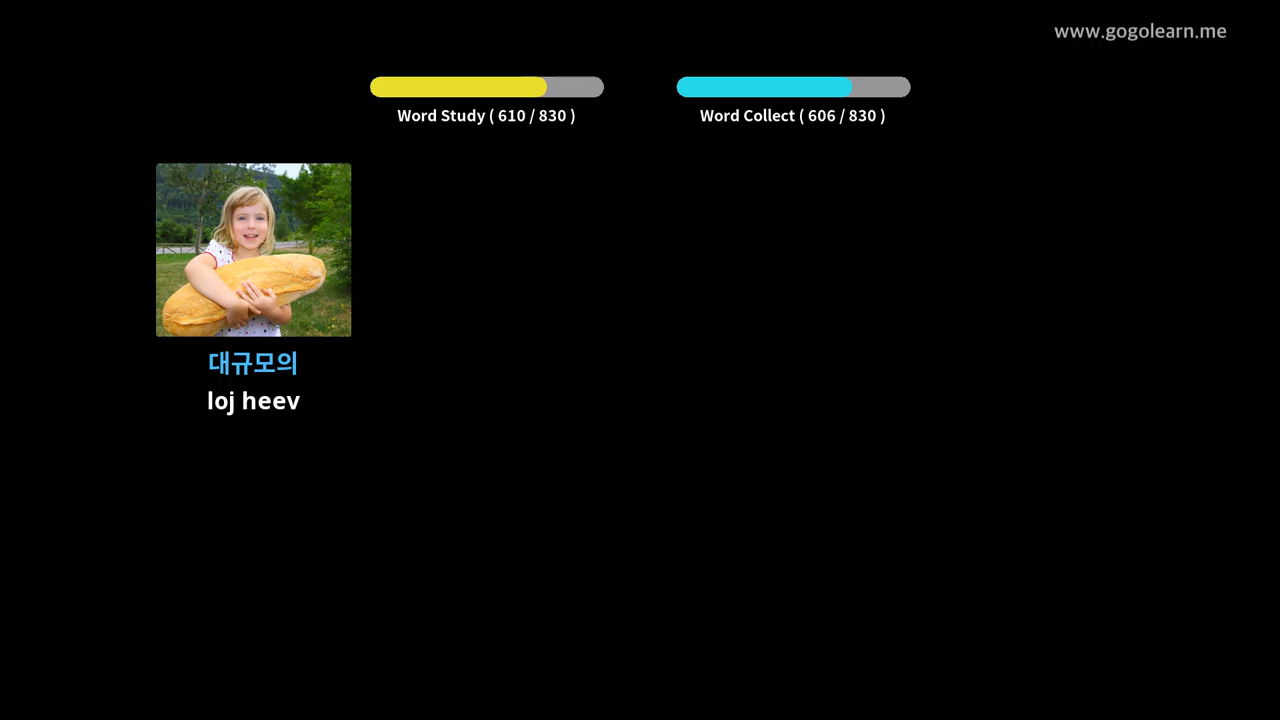 www.gogolearn.me
Word Study ( 610 / 830 )
Word Collect ( 606 / 830 )
대규모의
loj heev